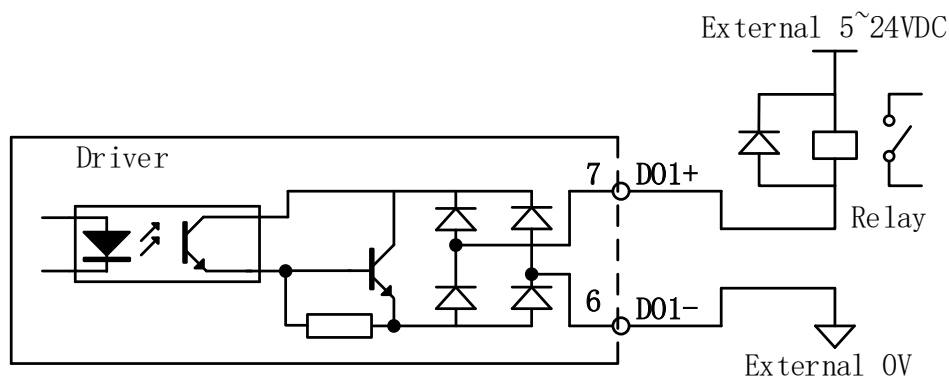 External 5~24VDC
Driver
7 DO1+
Relay
6 DO1-
External 0V